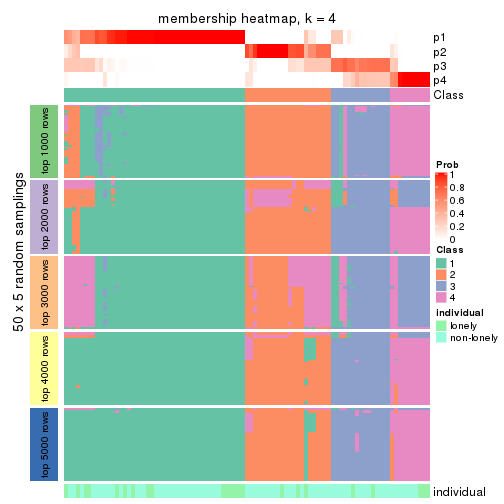 membership heatmap, k = 4
p1
p2
p3
p4
Class
50 x 5 random samplings
top 1000 rows
top 2000 rows
top 3000 rows
top 4000 rows
top 5000 rows
individual
Prob
1
0.8
0.6
0.4
0.2
0
Class
1
2
3
4
individual
lonely
non-lonely